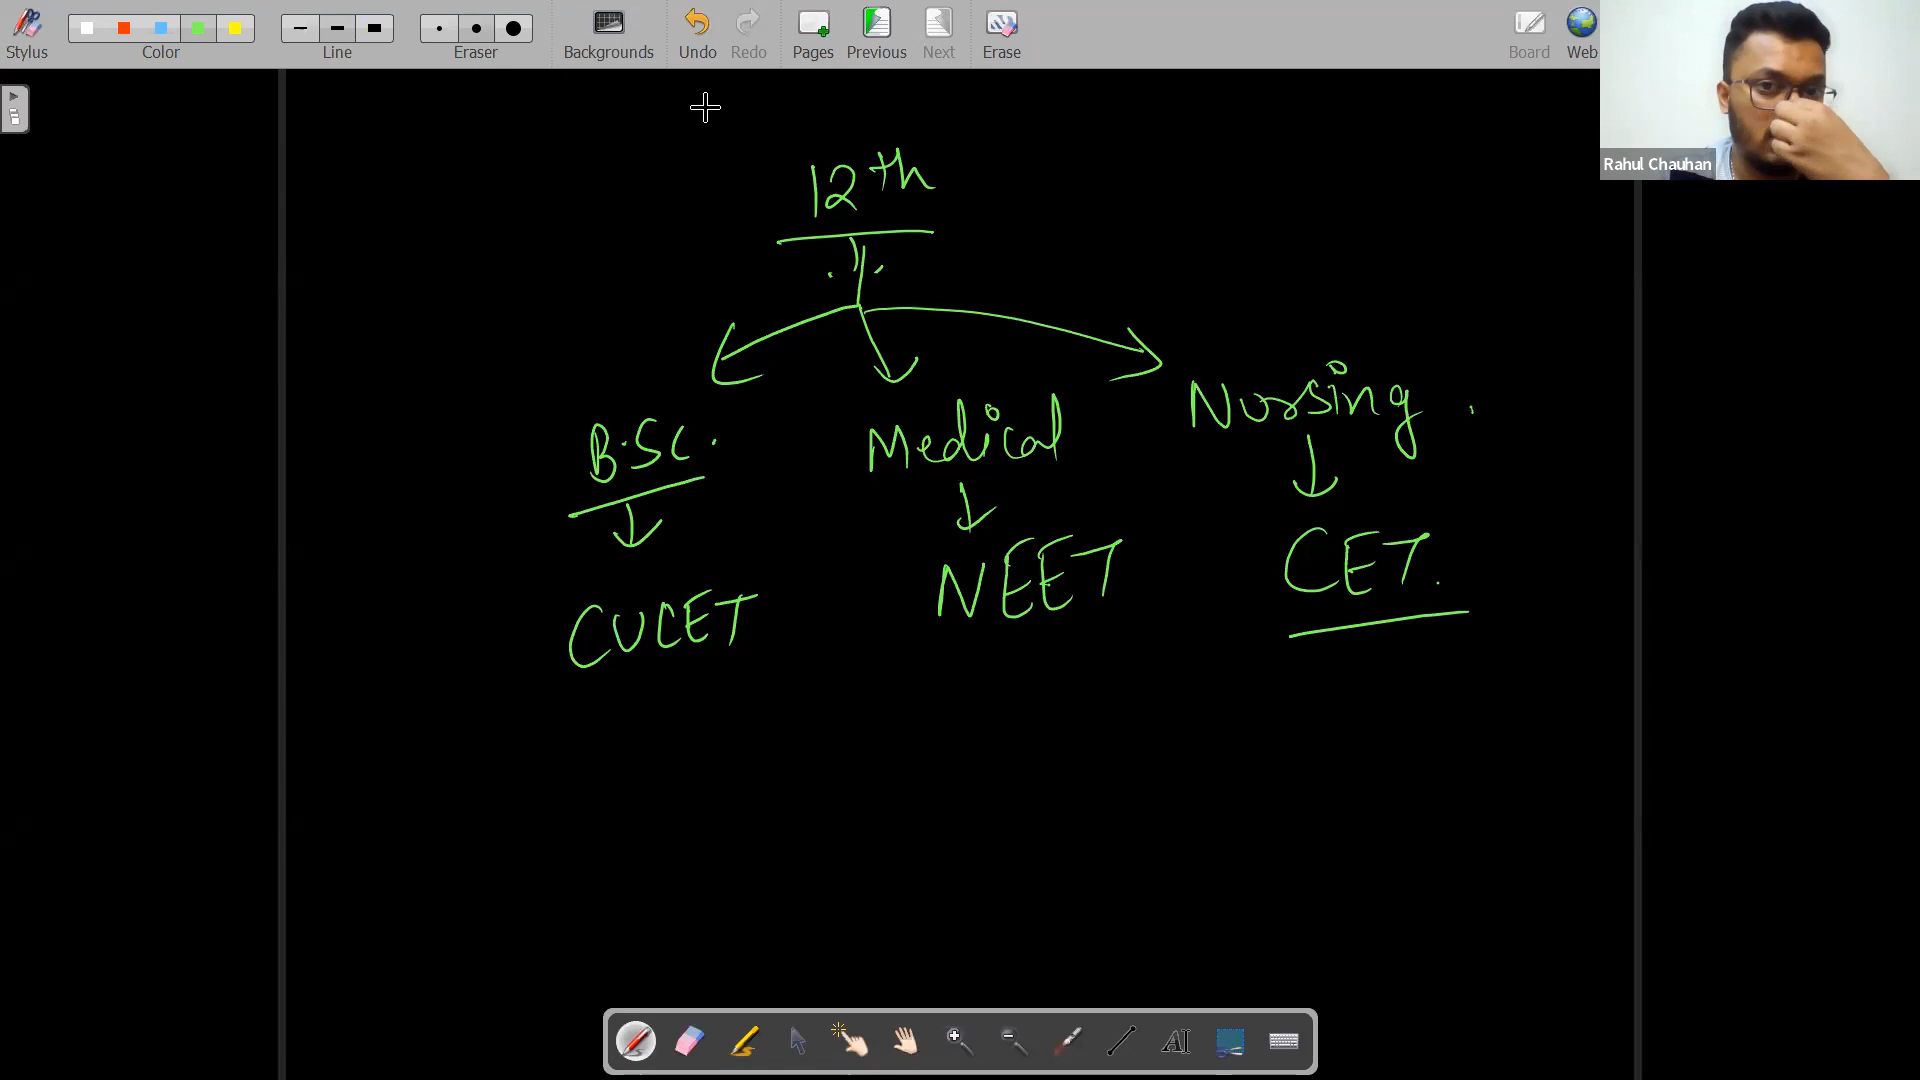 Stylus
Color
Line
Eraser
Backgrounds
Undo
Redo
Pages
Previous
Next
Erase
Board
Web
Rahul Chauhan
12th
B.Sc.
Medical
Nursing
CUCET
NEET
CET.
AI